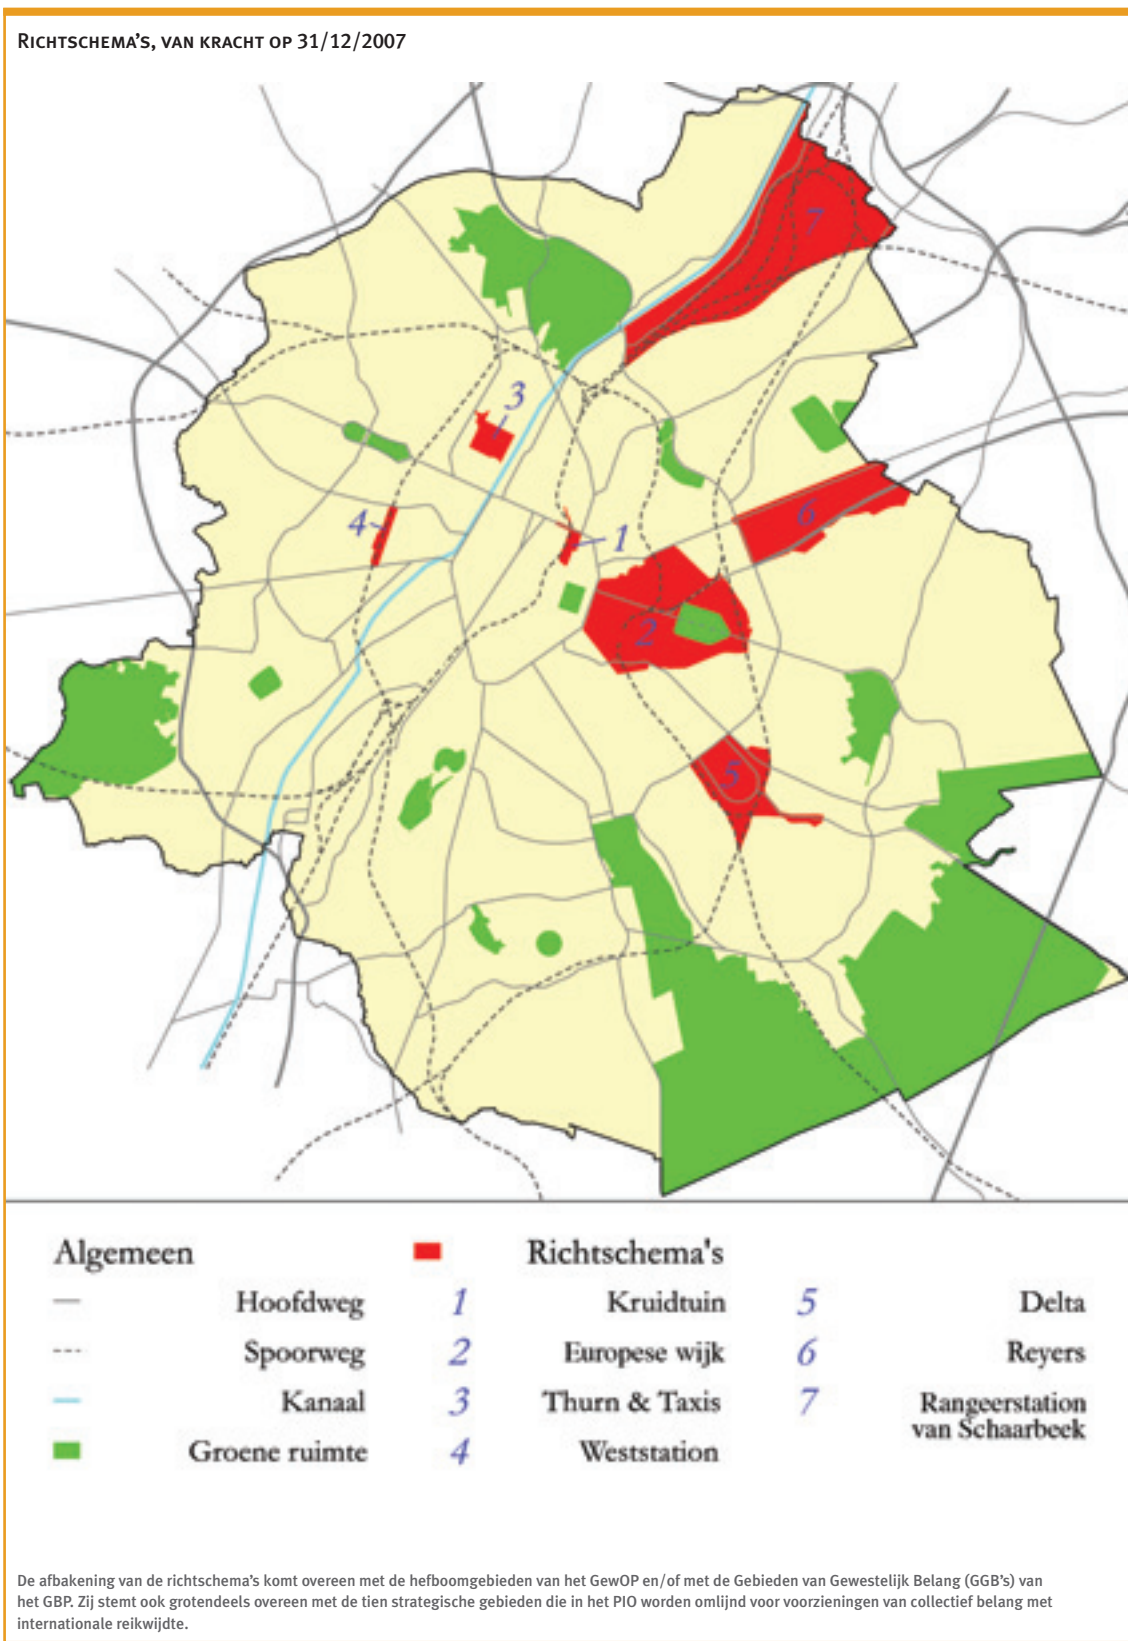 Richtschema's, van kracht op 31/12/2007
7
3
4
6
1
2
5
Algemeen
Richtschema's
Hoofdweg
1
Kruidtuin
5
Delta
Spoorweg
2
Europese wijk
6
Reyers
Kanaal
3
Thurn & Taxis
7
Rangeerstation
van Schaarbeek
Groene ruimte
4
Weststation
De afbakening van de richtschema's komt overeen met de hefboomgebieden van het GewOP en/of met de Gebieden van Gewestelijk Belang (GGB's) van
het GBP. Zij stemt ook grotendeels overeen met de tien strategische gebieden die in het PIO worden omlijnd voor voorzieningen van collectief belang met
internationale reikwijdte.